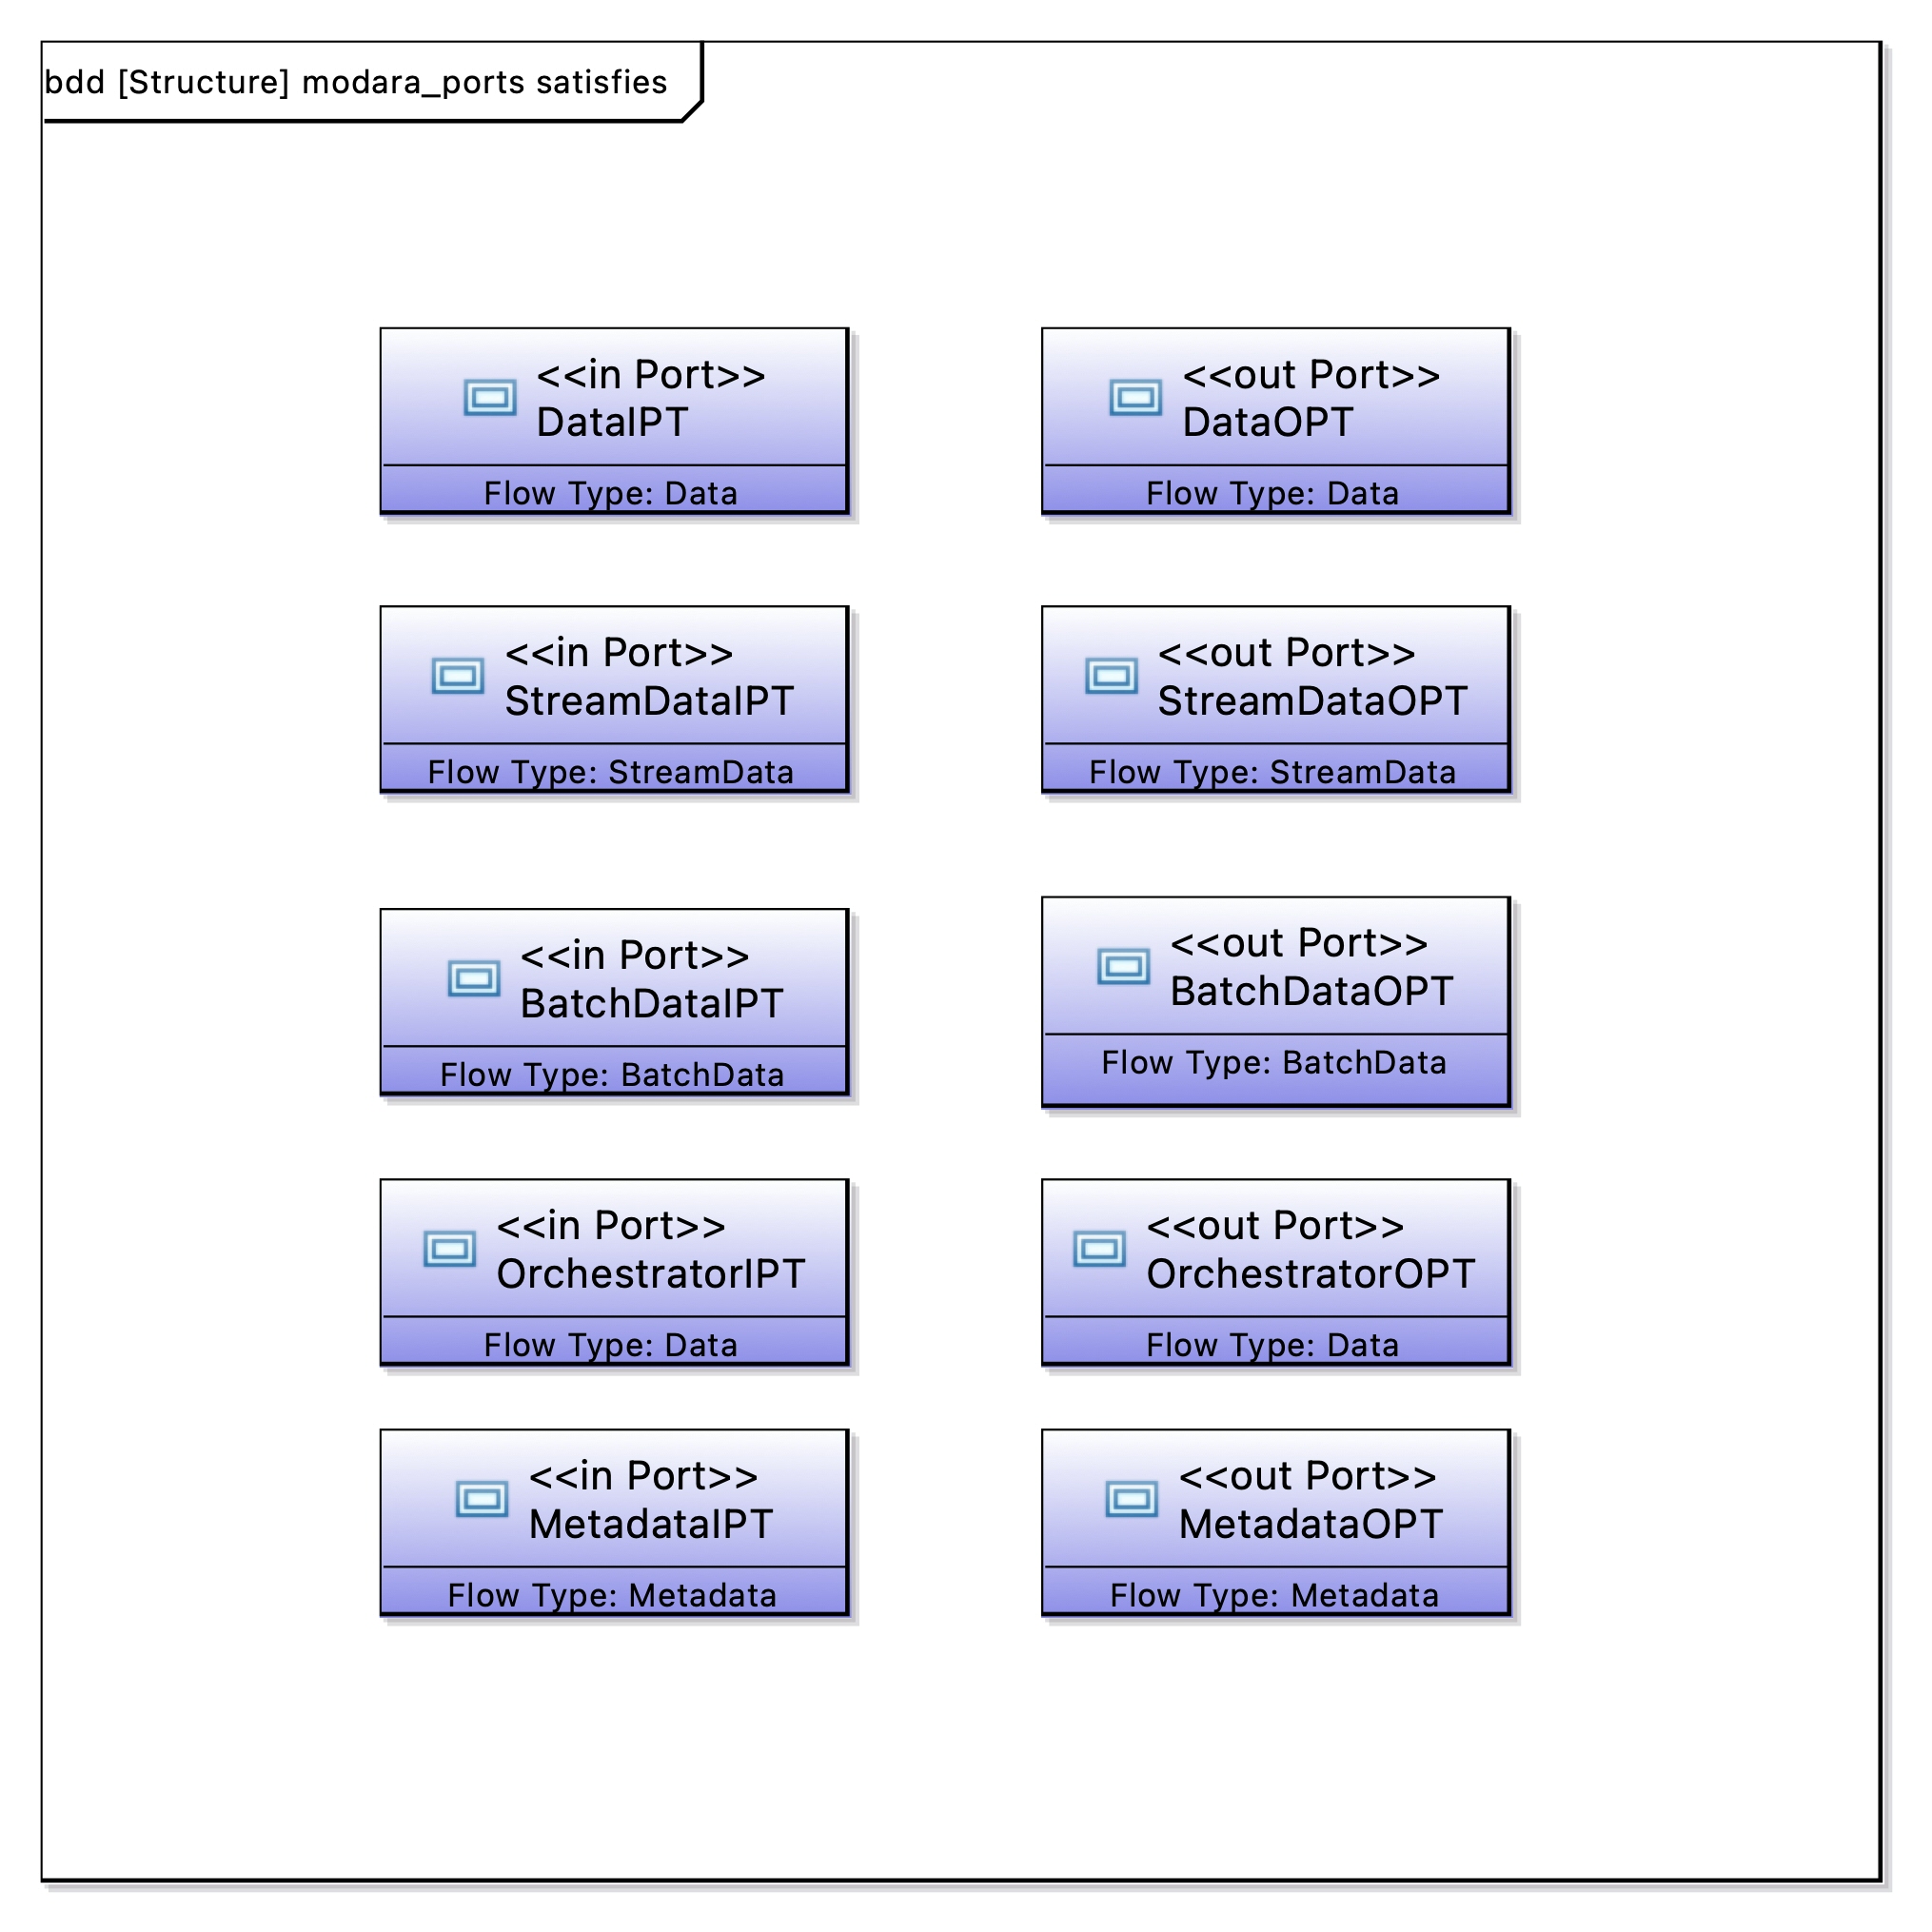 bdd [Structure] modara_ports satisfies
<<in Port>>
DataIPT
Flow Type: Data
<<out Port>>
DataOPT
Flow Type: Data
<<in Port>>
StreamDataIPT
Flow Type: StreamData
<<out Port>>
StreamDataOPT
Flow Type: StreamData
<<in Port>>
BatchDataIPT
Flow Type: BatchData
<<out Port>>
BatchDataOPT
Flow Type: BatchData
<<in Port>>
OrchestratorIPT
Flow Type: Data
<<out Port>>
OrchestratorOPT
Flow Type: Data
<<in Port>>
MetadataIPT
Flow Type: Metadata
<<out Port>>
MetadataOPT
Flow Type: Metadata